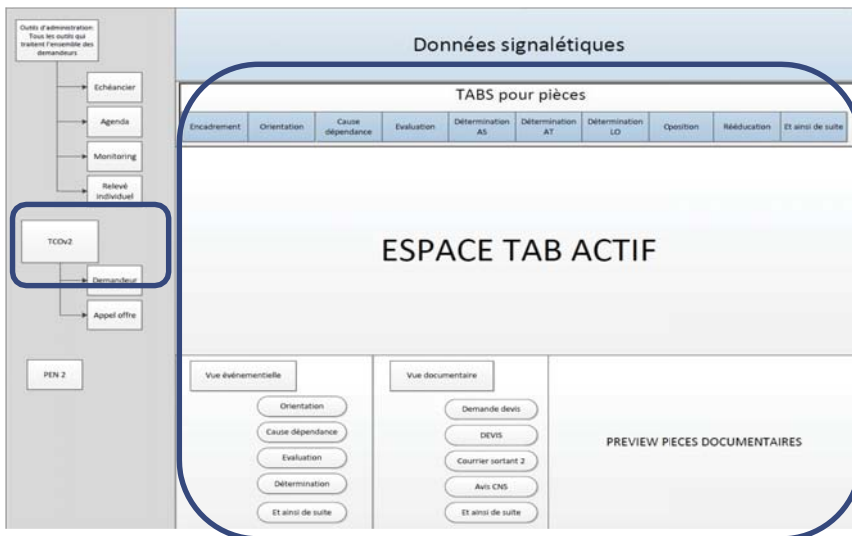 Outils d'administration:
Tous les outils qui
traitent l'ensemble des
demandeurs
Echéancier
Agenda
Monitoring
Relevé
individuel
TCOv2
Demandeur
Appel offre
PEN 2
Données signalétiques
TABS pour pièces
Encadrement
Orientation
Cause
dépendance
Evaluation
Détermination
AS
Détermination
AT
Détermination
LO
Oposition
Rééducation
Et ainsi de suite
ESPACE TAB ACTIF
Vue événementielle
Orientation
Cause dépendance
Evaluation
Détermination
Et ainsi de suite
Vue documentaire
Demande devis
DEVIS
Courrier sortant 2
Avis CNS
Et ainsi de suite
PREVIEW PIECES DOCUMENTAIRES